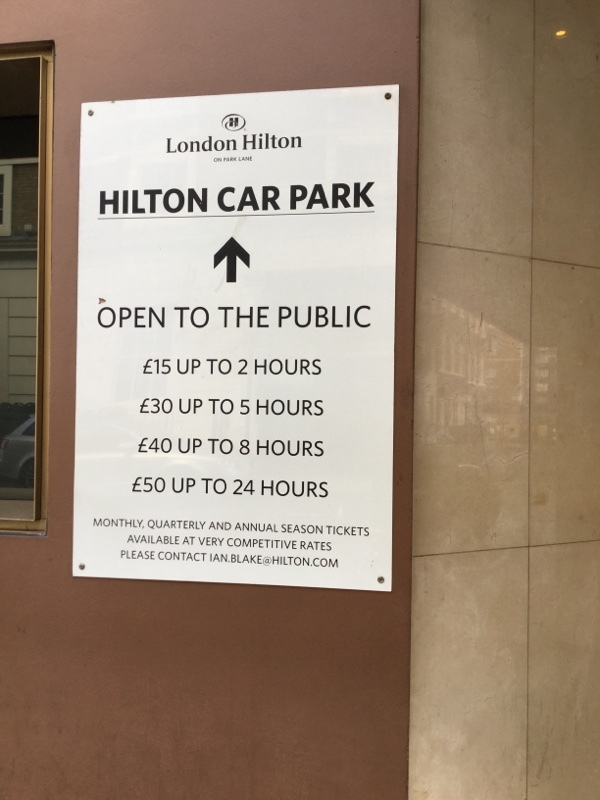 H
London Hilton
ON PARK LANE
HILTON CAR PARK
OPEN TO THE PUBLIC
£15 UP TO 2 HOURS
£30 UP TO 5 HOURS
£40 UP TO 8 HOURS
£50 UP TO 24 HOURS
MONTHLY, QUARTERLY AND ANNUAL SEASON TICKETS
AVAILABLE AT VERY COMPETITIVE RATES
PLEASE CONTACT IAN.BLAKE@HILTON.COM